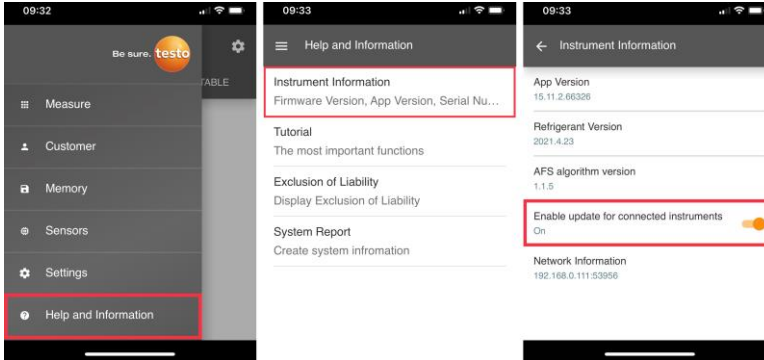 09:32
Be sure. testo
TABLE
Measure
Customer
Memory
Sensors
Settings
Help and Information
09:33
Help and Information
Instrument Information
Firmware Version, App Version, Serial Nu...
Tutorial
The most important functions
Exclusion of Liability
Display Exclusion of Liability
System Report
Create system infromation
09:33
Instrument Information
App Version
15.11.2.66326
Refrigerant Version
2021.4.23
AFS algorithm version
1.1.5
Enable update for connected instruments
On
Network Information
192.168.0.111:53956